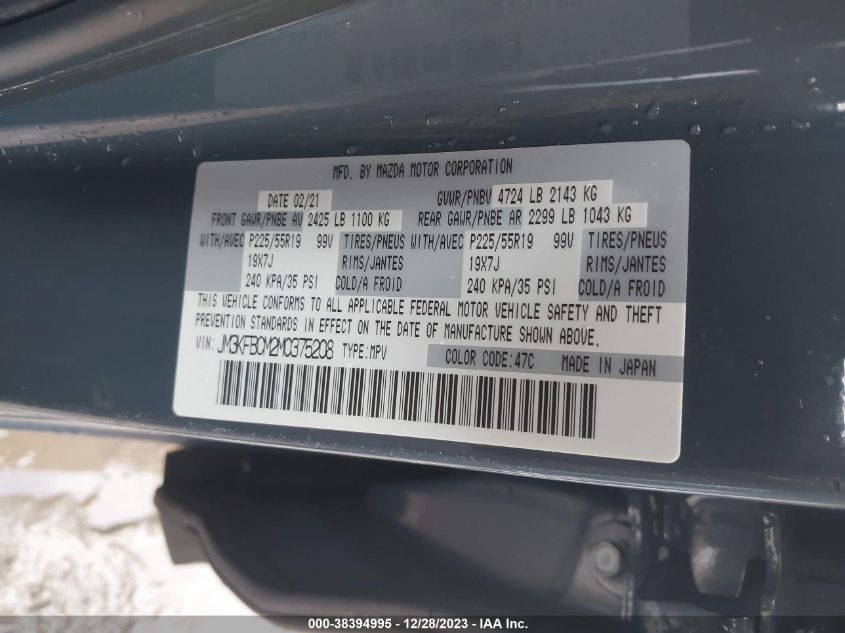 MFD. BY MAZDA MOTOR CORPORATION
DATE 02/21 GVWR/PNBV 4724 LB 2143 KG
FRONT GAWR/PNBE AV 2425 LB 1100 KG REAR GAWR/PNBE AR 2299 LB 1043 KG
WITH/AVEC P225/55R19 99V TIRES/PNEUS WITH/AVEC P225/55R19 99V TIRES/PNEUS
19X7J RIMS/JANTES 19X7J RIMS/JANTES
240 KPA/35 PSI COLD/A FROID 240 KPA/35 PSI COLD/A FROID
THIS VEHICLE CONFORMS TO ALL APPLICABLE FEDERAL MOTOR VEHICLE SAFETY AND THEFT
PREVENTION STANDARDS IN EFFECT ON THE DATE OF MANUFACTURE SHOWN ABOVE.
VIN: JM3KFBCM2M0375208 TYPE:MPV COLOR CODE:47C MADE IN JAPAN
000-38394995 - 12/28/2023 - IAA Inc.